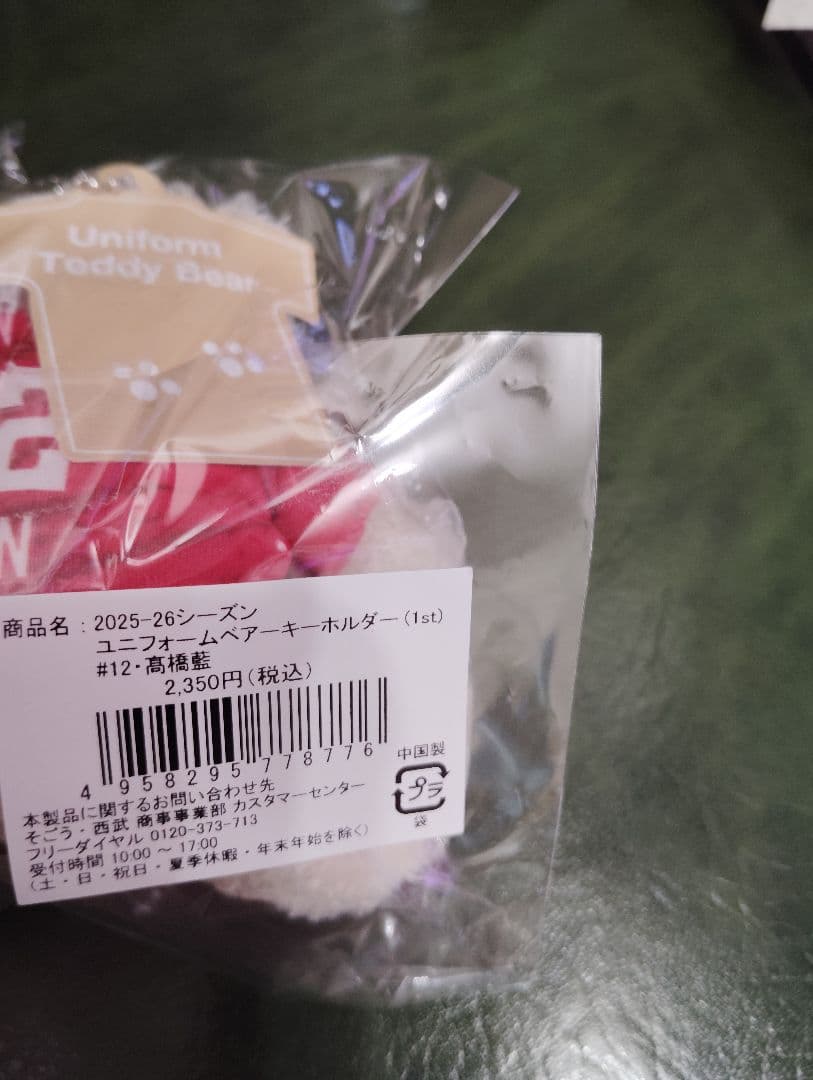 Uniform
Teddy Bear
N
商品名：2025-26シーズン
ユニフォームベアーキーホルダー(1st)
#12・髙橋藍
2,350円(税込)
4 958295 778776
中国製
プラ
袋
本製品に関するお問い合わせ先
そごう・西武 商事事業部 カスタマーセンター
フリーダイヤル 0120-373-713
受付時間 10:00 ～ 17:00
(土・日・祝日・夏季休暇・年末年始を除く)